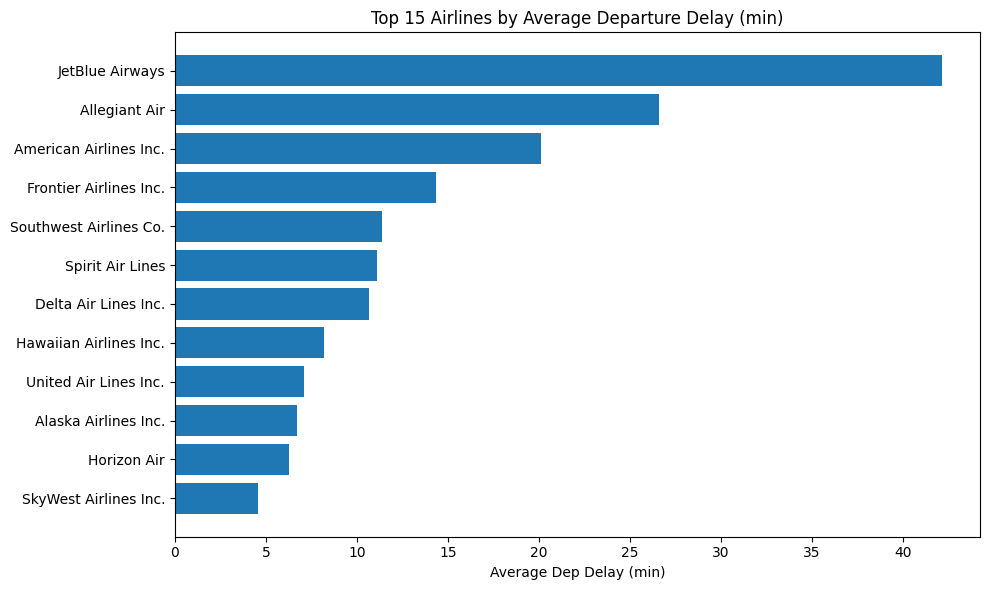 Top 15 Airlines by Average Departure Delay (min)
JetBlue Airways
Allegiant Air
American Airlines Inc.
Frontier Airlines Inc.
Southwest Airlines Co.
Spirit Air Lines
Delta Air Lines Inc.
Hawaiian Airlines Inc.
United Air Lines Inc.
Alaska Airlines Inc.
Horizon Air
SkyWest Airlines Inc.
0 5 10 15 20 25 30 35 40
Average Dep Delay (min)